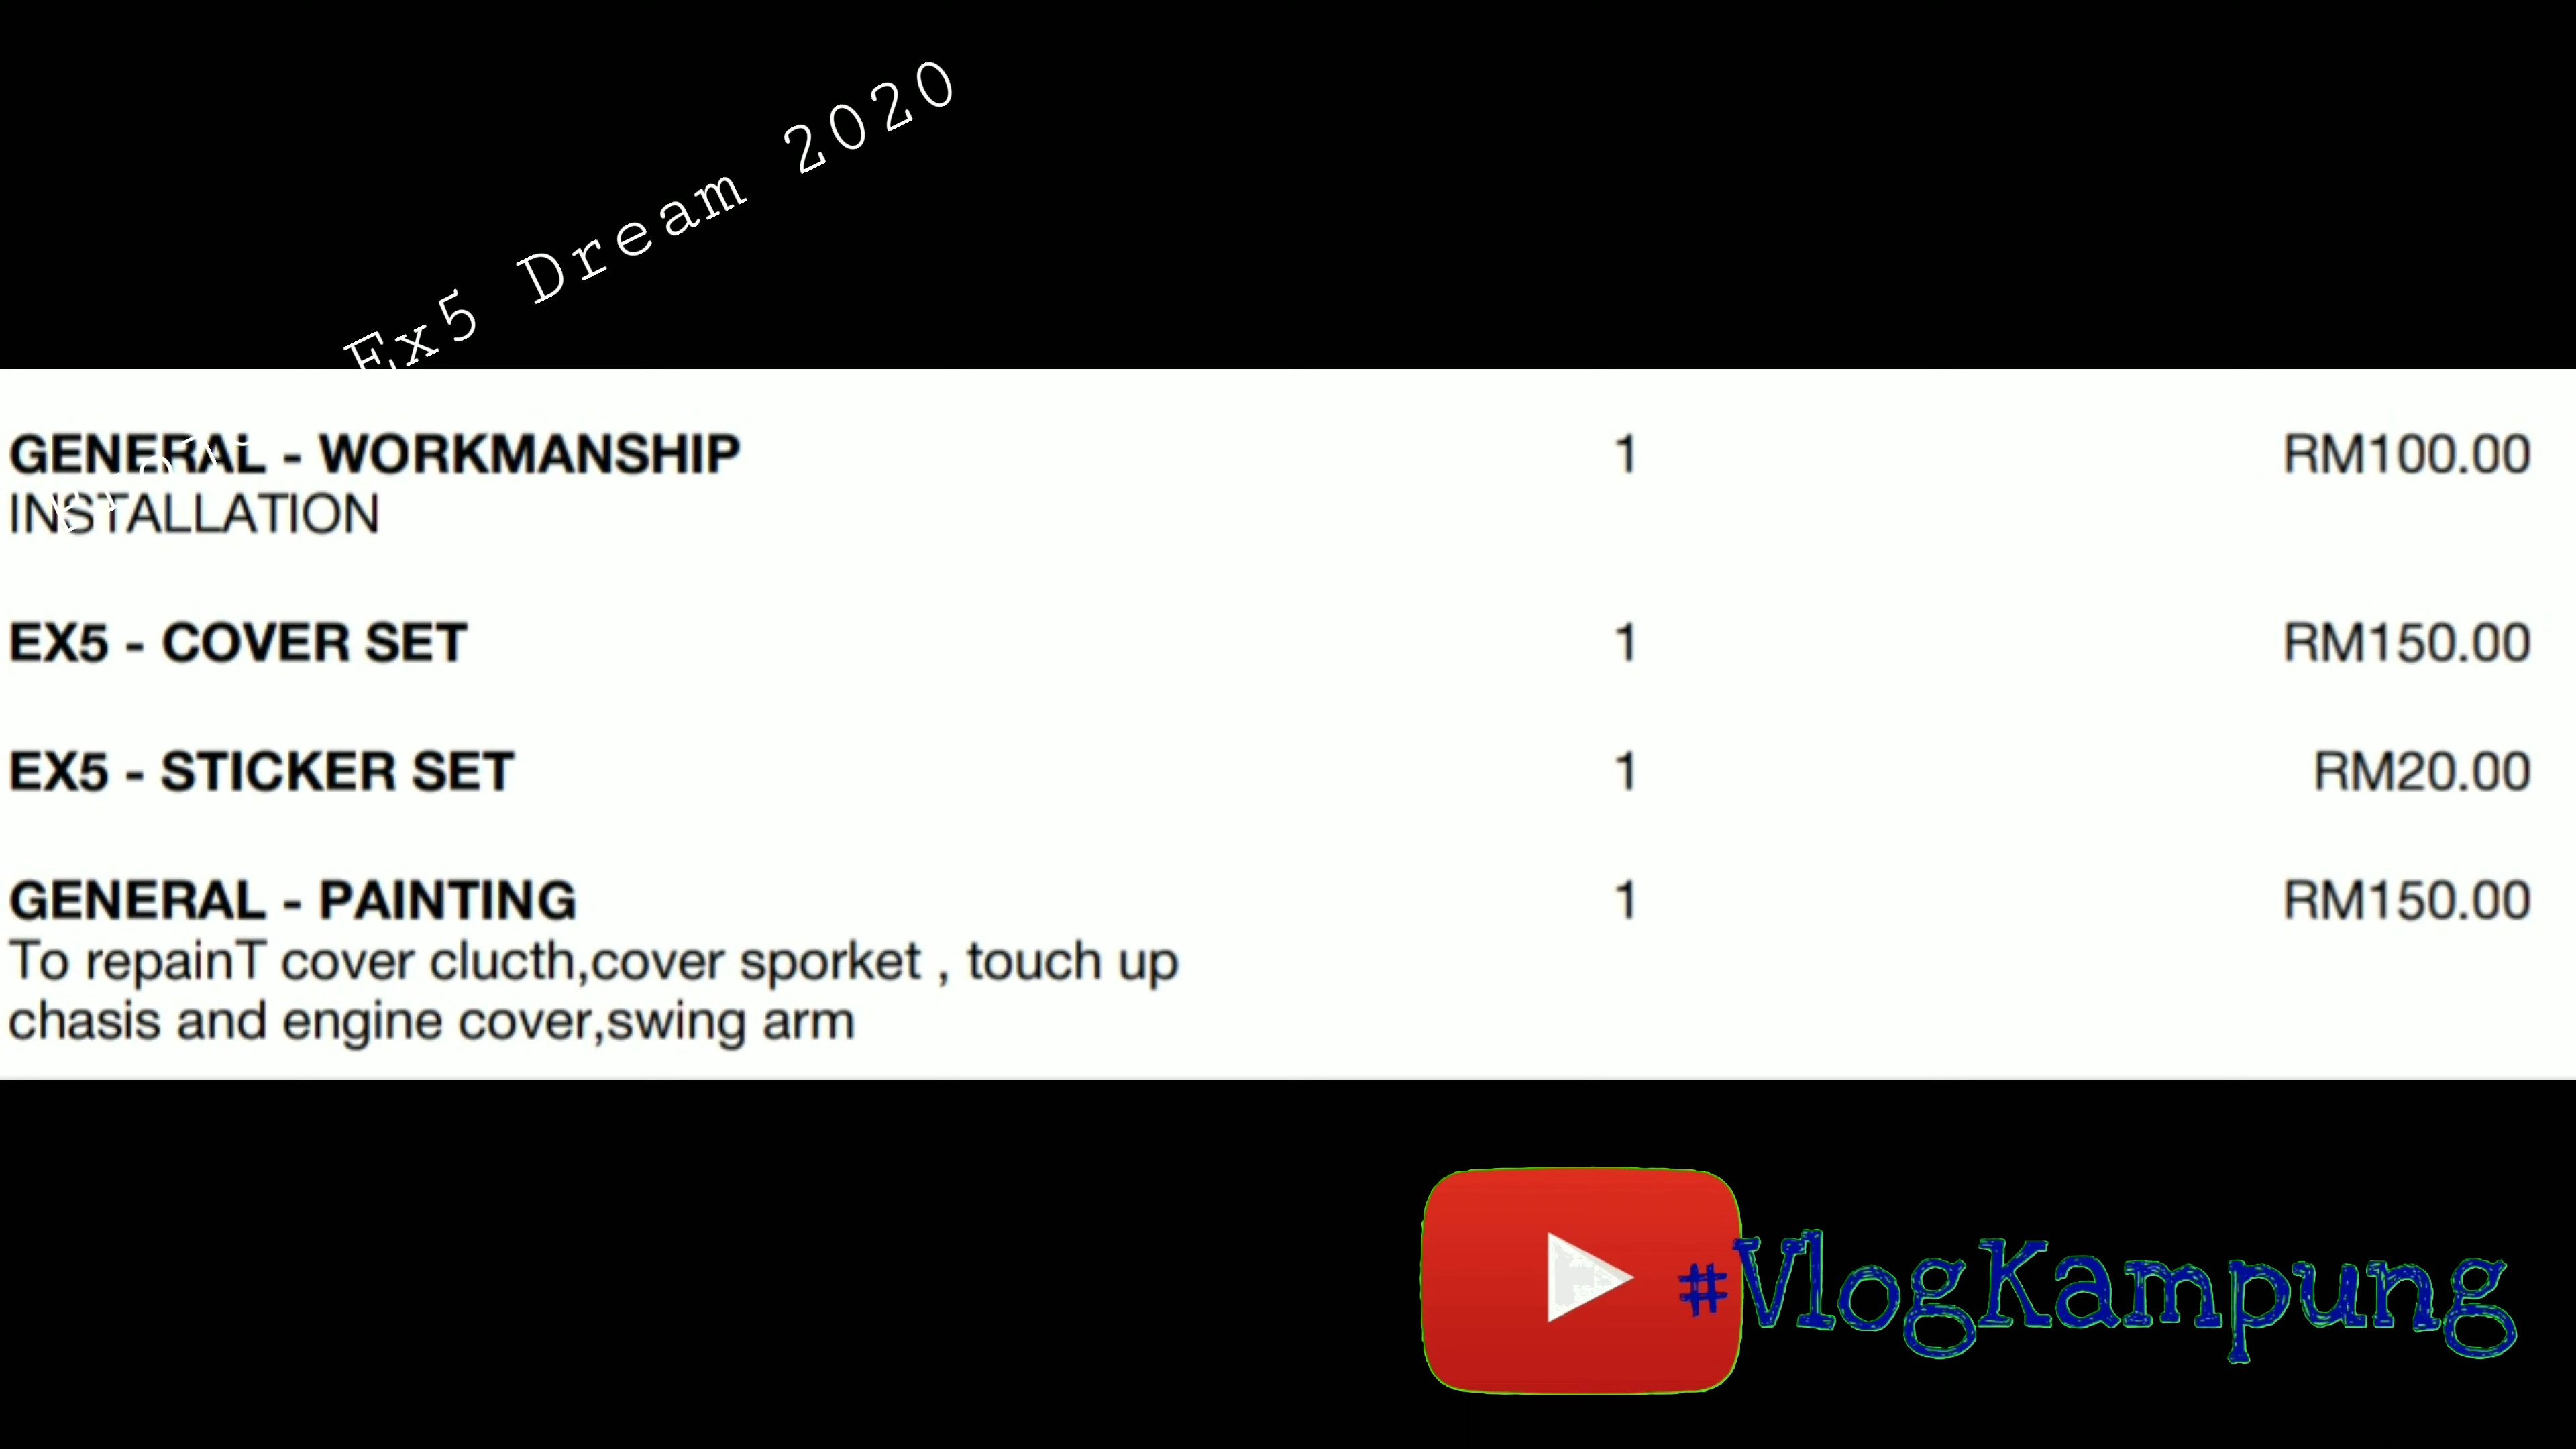 Ex5 Dream 2020
GENERAL - WORKMANSHIP 1 RM100.00
INSTALLATION
EX5 - COVER SET 1 RM150.00
EX5 - STICKER SET 1 RM20.00
GENERAL - PAINTING 1 RM150.00
To repainT cover clucth,cover sporket , touch up
chasis and engine cover,swing arm
#VlogKampung